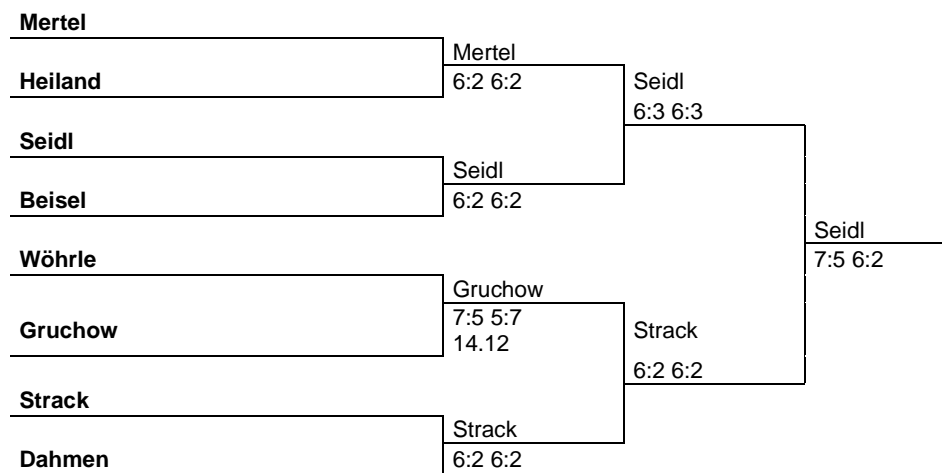 Mertel
Mertel
Heiland
6:2 6:2
Seidl
6:3 6:3
Seidl
Seidl
Beisel
6:2 6:2
Seidl
Wöhrle
7:5 6:2
Gruchow
Gruchow
7:5 5:7
14.12
Strack
6:2 6:2
Strack
Strack
Dahmen
6:2 6:2